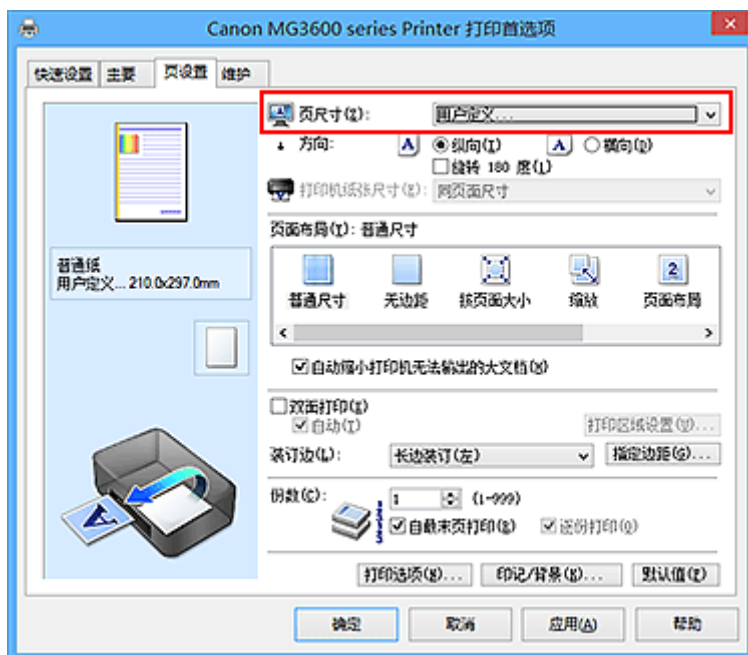 Canon MG3600 series Printer 打印首选项
快速设置 主要 页设置 维护
页尺寸(Z): 用户定义...
方向: A 纵向(I) A 横向(D)
旋转 180 度(L)
打印机纸张尺寸(E): 同页面尺寸
页面布局(Y): 普通尺寸
普通纸
用户定义... 210.0x297.0mm
普通尺寸 无边距 按页面大小 缩放 页面布局
自动缩小打印机无法输出的大文档(N)
双面打印(X)
自动(T)
打印区域设置(W)...
装订边(L): 长边装订(左) 指定边距(G)...
份数(C): 1 (1-999)
自最末页打印(R) 逐份打印(O)
打印选项(N)... 印记/背景(K)... 默认值(F)
确定 取消 应用(A) 帮助